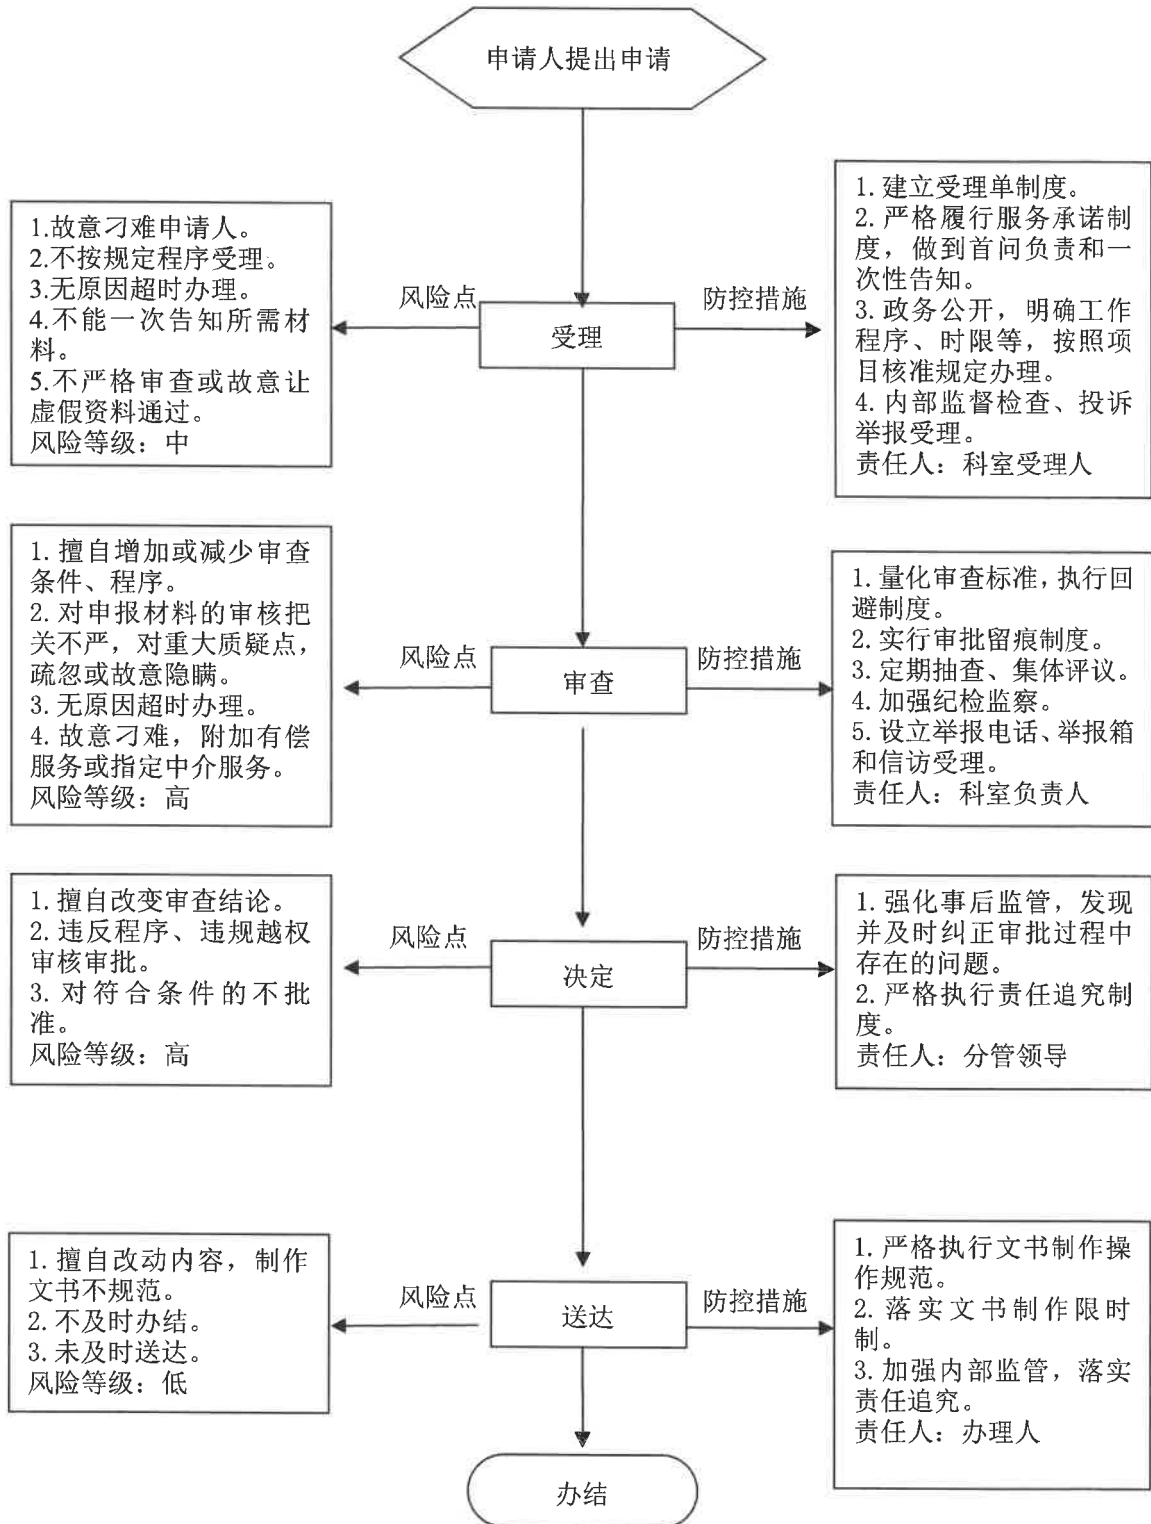 申请人提出申请
1.故意刁难申请人。
2.不按规定程序受理。
3.无原因超时办理。
4.不能一次告知所需材
料。
5.不严格审查或故意让
虚假资料通过。
风险等级：中
风险点
受理
防控措施
1.建立受理单制度。
2.严格履行服务承诺制
度，做到首问负责和一
次性告知。
3.政务公开，明确工作
程序、时限等，按照项
目核准规定办理。
4.内部监督检查、投诉
举报受理。
责任人：科室受理人
1.擅自增加或减少审查
条件、程序。
2.对申报材料的审核把
关不严，对重大质疑点，
疏忽或故意隐瞒。
3.无原因超时办理。
4.故意刁难，附加有偿
服务或指定中介服务。
风险等级：高
风险点
审查
防控措施
1.量化审查标准，执行回
避制度。
2.实行审批留痕制度。
3.定期抽查、集体评议。
4.加强纪检监察。
5.设立举报电话、举报箱
和信访受理。
责任人：科室负责人
1.擅自改变审查结论。
2.违反程序、违规越权
审核审批。
3.对符合条件的不批
准。
风险等级：高
风险点
决定
防控措施
1.强化事后监管，发现
并及时纠正审批过程中
存在的问题。
2.严格执行责任追究制
度。
责任人：分管领导
1.擅自改动内容，制作
文书不规范。
2.不及时办结。
3.未及时送达。
风险等级：低
风险点
送达
防控措施
1.严格执行文书制作操
作规范。
2.落实文书制作限时
制。
3.加强内部监管，落实
责任追究。
责任人：办理人
办结